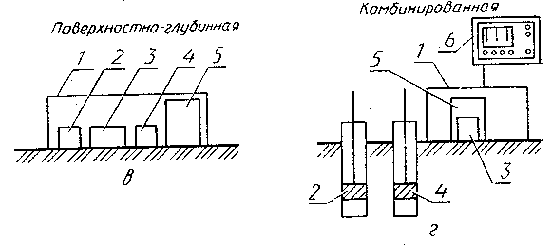 Поверхностно-глубинная
1 2 3 4 5
в
Комбинированная
6
1
5
3
2
4
г